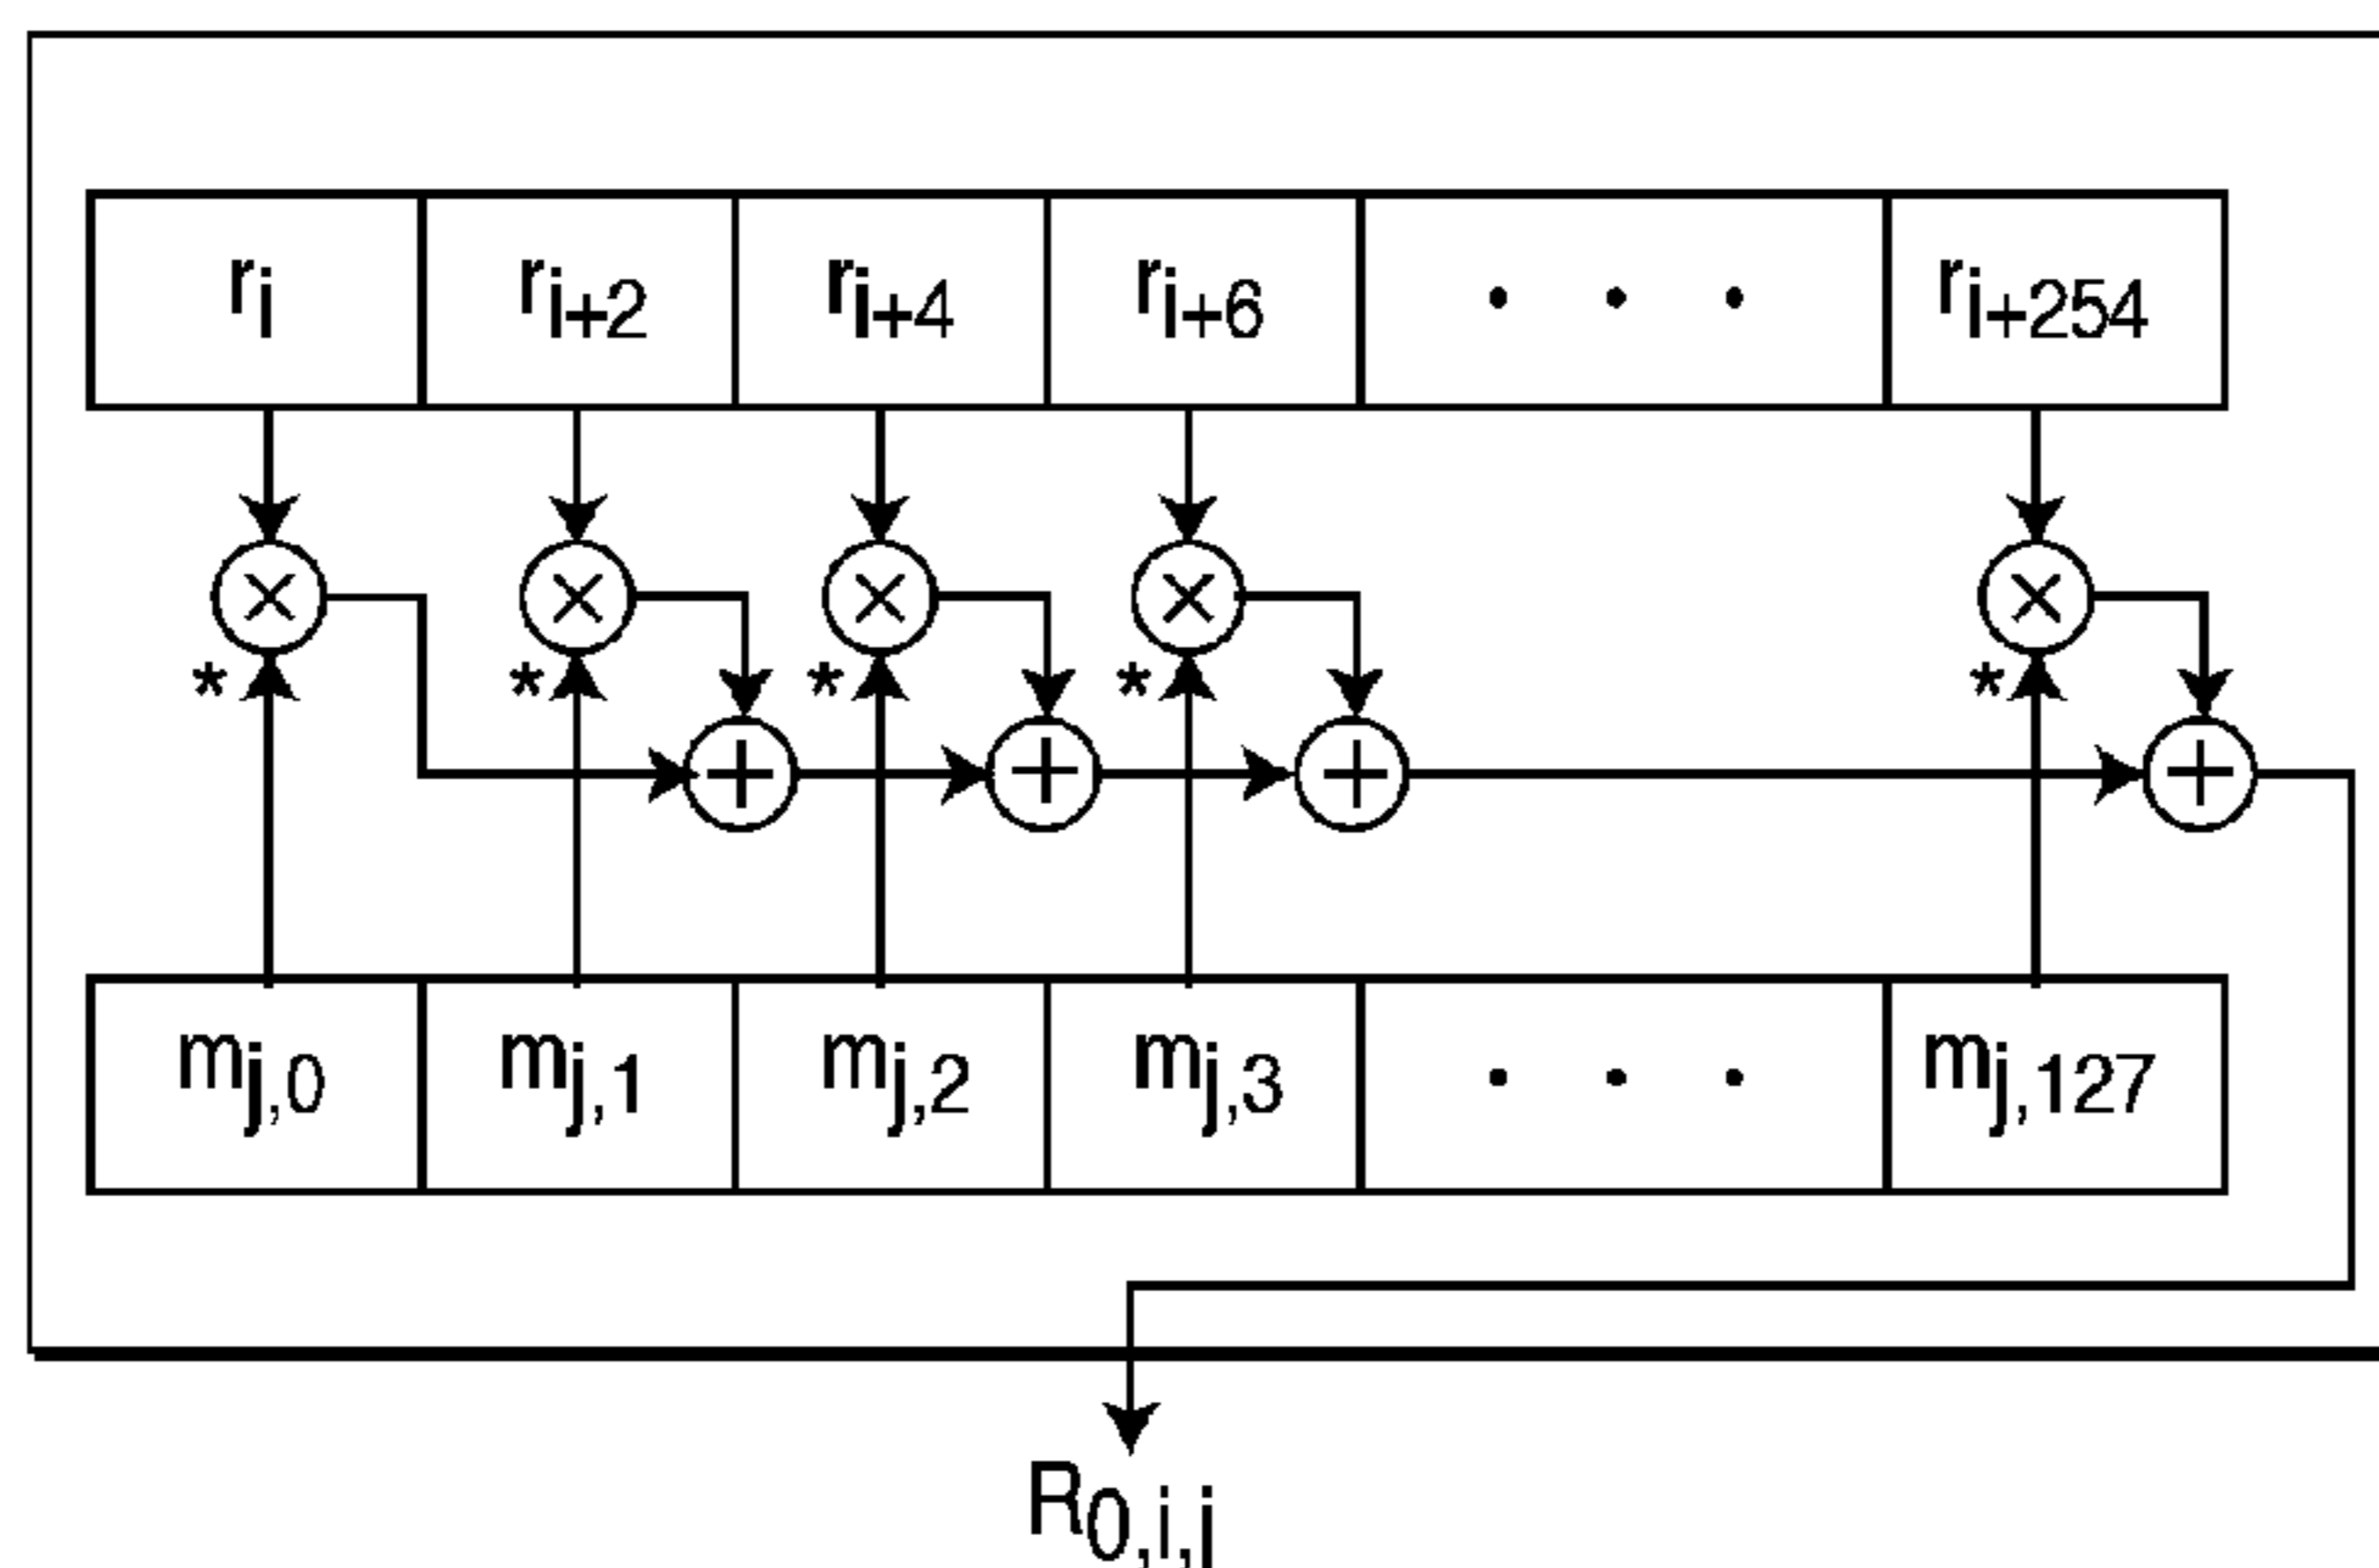 r_i r_{i+2} r_{i+4} r_{i+6} . . . r_{i+254}
× × × × ×
* * * * *
+ + + +
m_{j,0} m_{j,1} m_{j,2} m_{j,3} . . . m_{j,127}
R_{0,i,j}